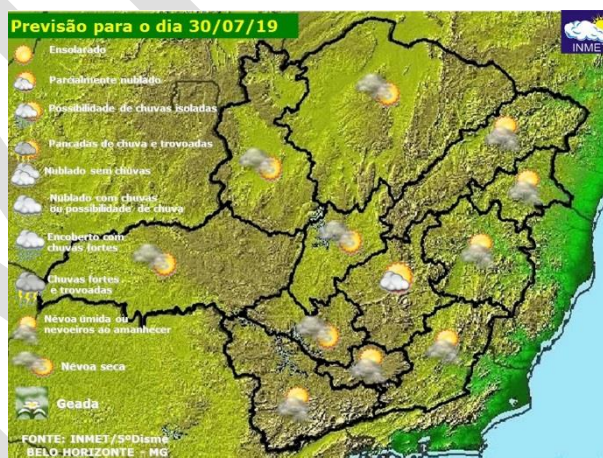 Previsão para o dia 30/07/19
INMET
Ensolarado
Parcialmente nublado
Possibilidade de chuvas isoladas
Pancadas de chuva e trovoadas
Nublado sem chuvas
Nublado com chuvas
ou possibilidade de chuva
Encoberto com
chuvas fortes
Chuvas fortes
e trovoadas
Névoa úmida ou
nevoeiros ao amanhecer
Névoa seca
Geada
FONTE: INMET/5ºDisme
BELO HORIZONTE - MG